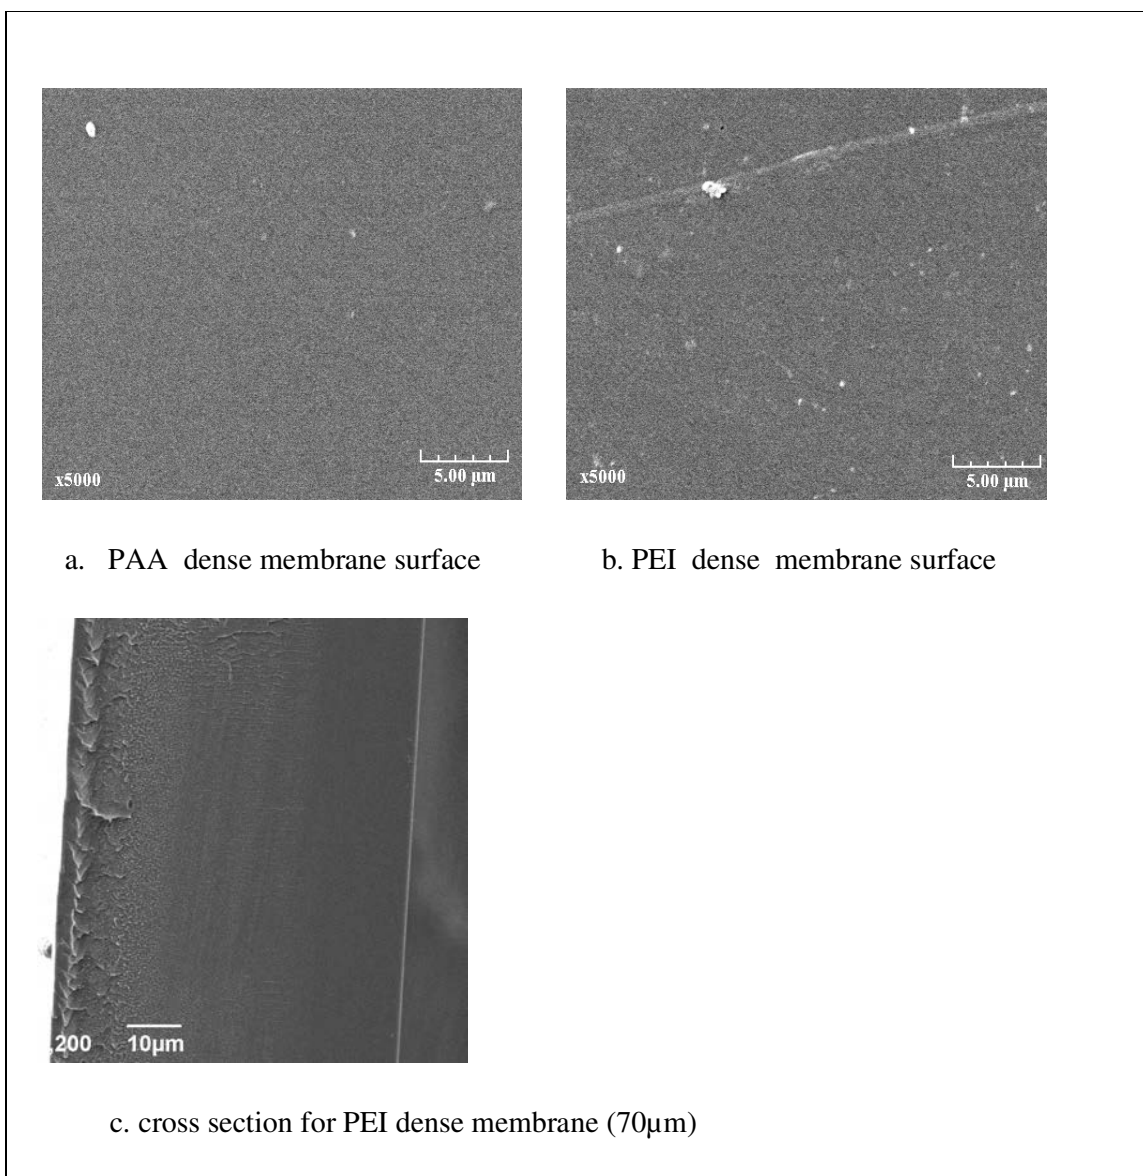 5.00 µm
x5000
5.00 µm
x5000
a. PAA dense membrane surface
b. PEI dense membrane surface
,200 10µm
c. cross section for PEI dense membrane (70µm)